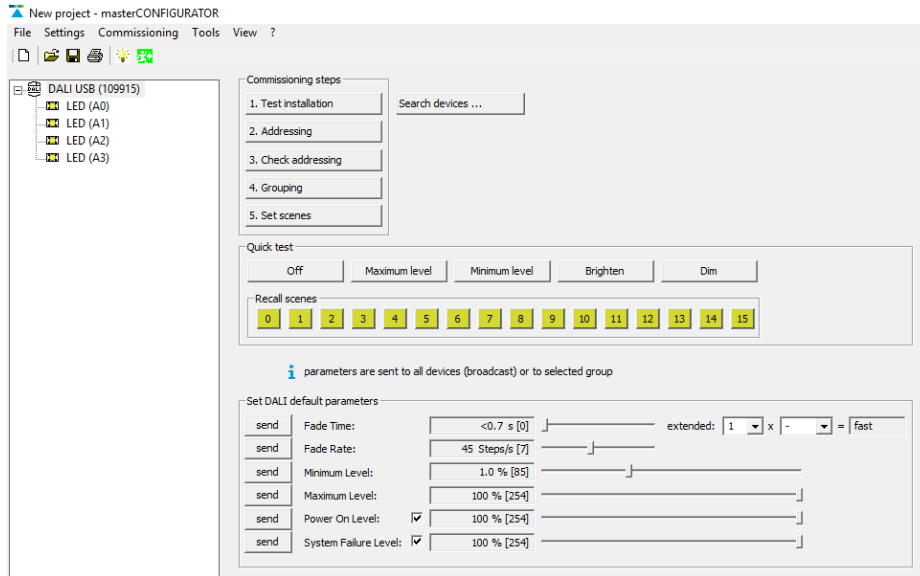 New project - masterCONFIGURATOR
File Settings Commissioning Tools View ?
DALI USB (109915)
LED (A0)
LED (A1)
LED (A2)
LED (A3)
Commissioning steps
1. Test installation Search devices ...
2. Addressing
3. Check addressing
4. Grouping
5. Set scenes
Quick test
Off Maximum level Minimum level Brighten Dim
Recall scenes
0 1 2 3 4 5 6 7 8 9 10 11 12 13 14 15
i parameters are sent to all devices (broadcast) or to selected group
Set DALI default parameters
send Fade Time: <0.7 s [0] extended: 1 x - = fast
send Fade Rate: 45 Steps/s [7]
send Minimum Level: 1.0 % [85]
send Maximum Level: 100 % [254]
send Power On Level: 100 % [254]
send System Failure Level: 100 % [254]